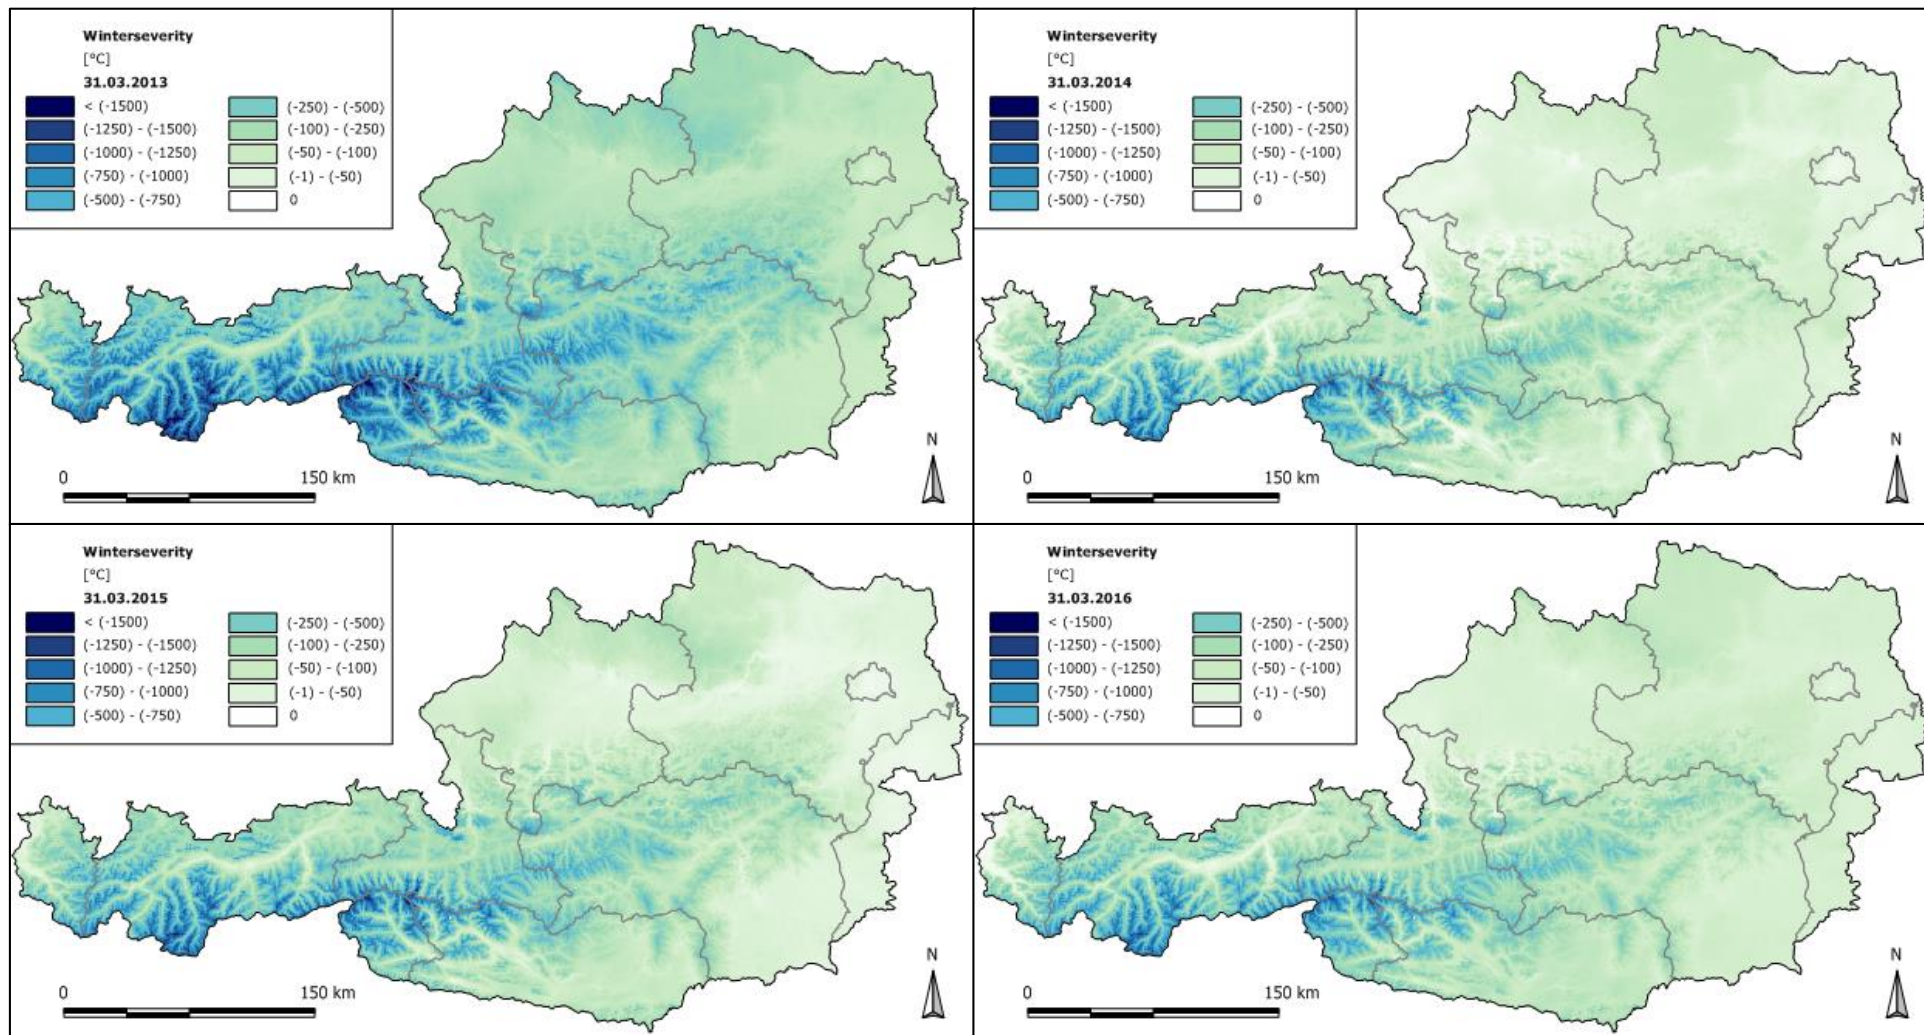 Winterseverity
[°C]
31.03.2013
< (-1500) (-250) - (-500)
(-1250) - (-1500) (-100) - (-250)
(-1000) - (-1250) (-50) - (-100)
(-750) - (-1000) (-1) - (-50)
(-500) - (-750) 0
N
0 150 km
Winterseverity
[°C]
31.03.2014
< (-1500) (-250) - (-500)
(-1250) - (-1500) (-100) - (-250)
(-1000) - (-1250) (-50) - (-100)
(-750) - (-1000) (-1) - (-50)
(-500) - (-750) 0
N
0 150 km
Winterseverity
[°C]
31.03.2015
< (-1500) (-250) - (-500)
(-1250) - (-1500) (-100) - (-250)
(-1000) - (-1250) (-50) - (-100)
(-750) - (-1000) (-1) - (-50)
(-500) - (-750) 0
N
0 150 km
Winterseverity
[°C]
31.03.2016
< (-1500) (-250) - (-500)
(-1250) - (-1500) (-100) - (-250)
(-1000) - (-1250) (-50) - (-100)
(-750) - (-1000) (-1) - (-50)
(-500) - (-750) 0
N
0 150 km